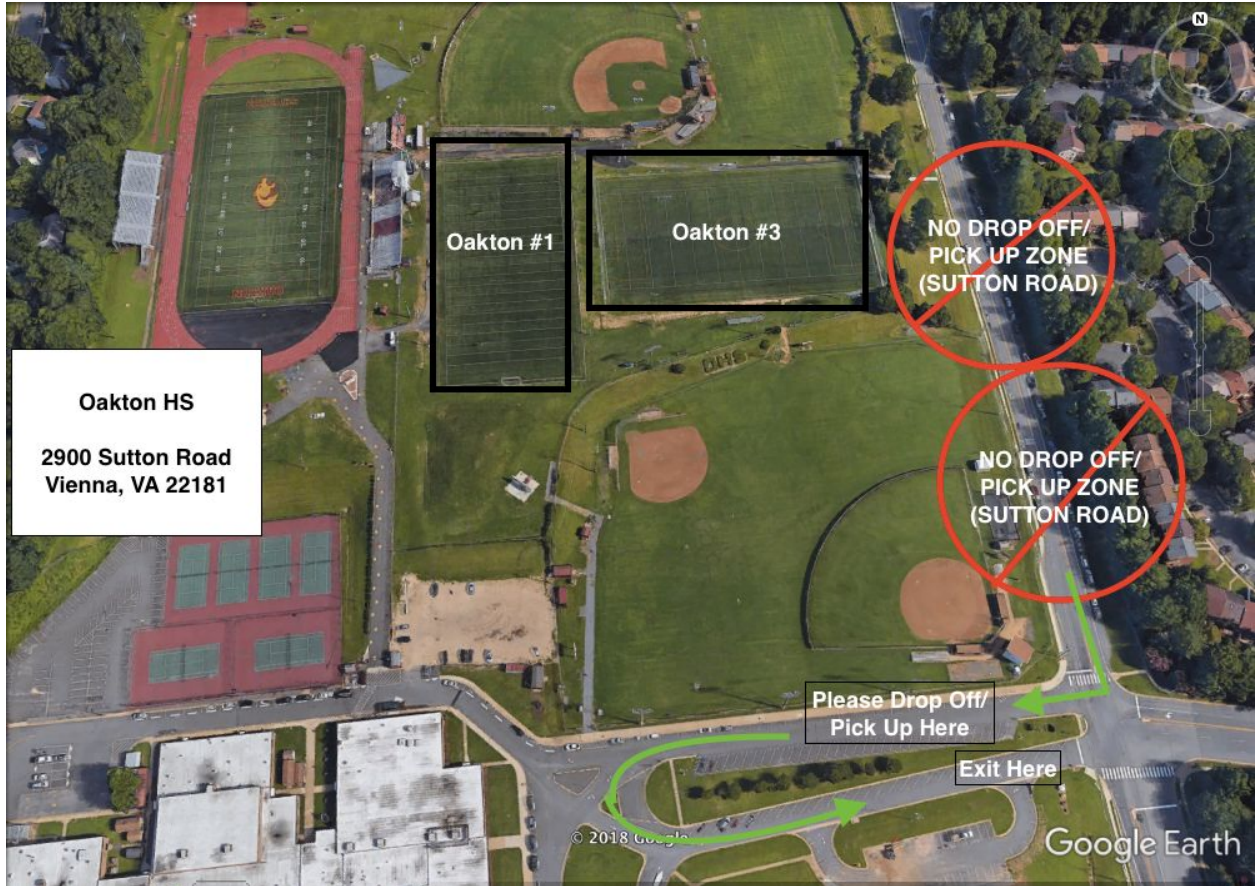 N
Oakton #1
Oakton #3
NO DROP OFF/
PICK UP ZONE
(SUTTON ROAD)
Oakton HS
2900 Sutton Road
Vienna, VA 22181
NO DROP OFF/
PICK UP ZONE
(SUTTON ROAD)
Please Drop Off/
Pick Up Here
Exit Here
© 2018 Google
Google Earth